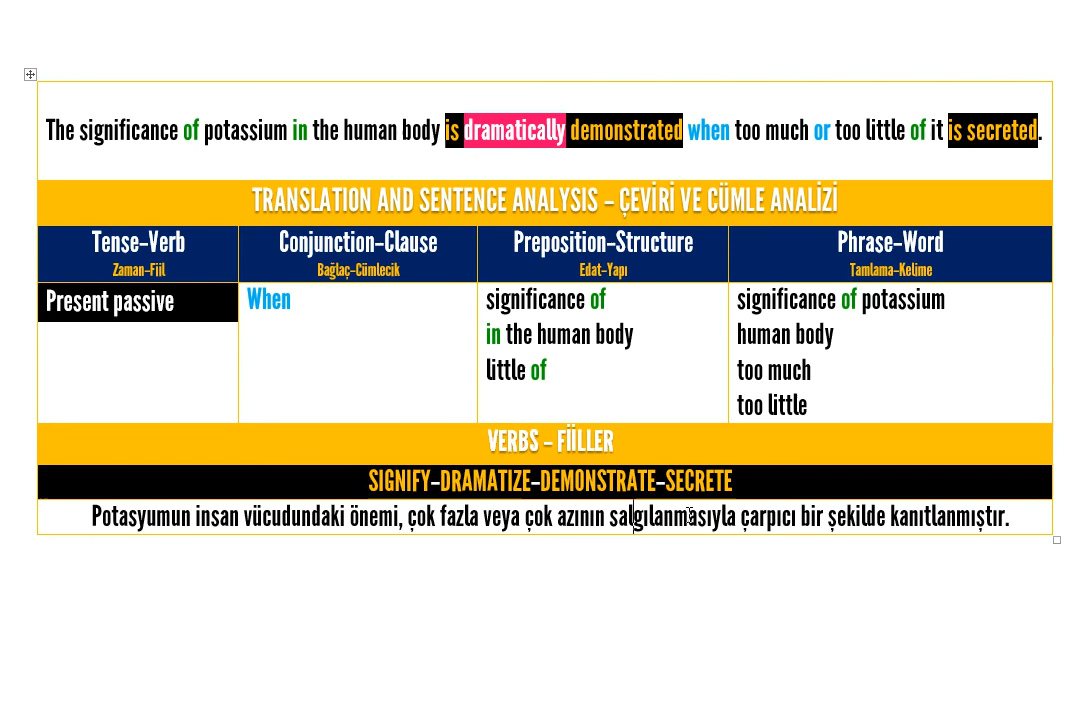 The significance of potassium in the human body is dramatically demonstrated when too much or too little of it is secreted.
TRANSLATION AND SENTENCE ANALYSIS – ÇEVİRİ VE CÜMLE ANALİZİ
Tense–Verb
Zaman–Fiil
Conjunction–Clause
Bağlaç–Cümlecik
Preposition–Structure
Edat–Yapı
Phrase–Word
Tamlama–Kelime
Present passive
When
significance of
in the human body
little of
significance of potassium
human body
too much
too little
VERBS – FİİLLER
SIGNIFY–DRAMATIZE–DEMONSTRATE–SECRETE
Potasyumun insan vücudundaki önemi, çok fazla veya çok azının salgılanmasıyla çarpıcı bir şekilde kanıtlanmıştır.